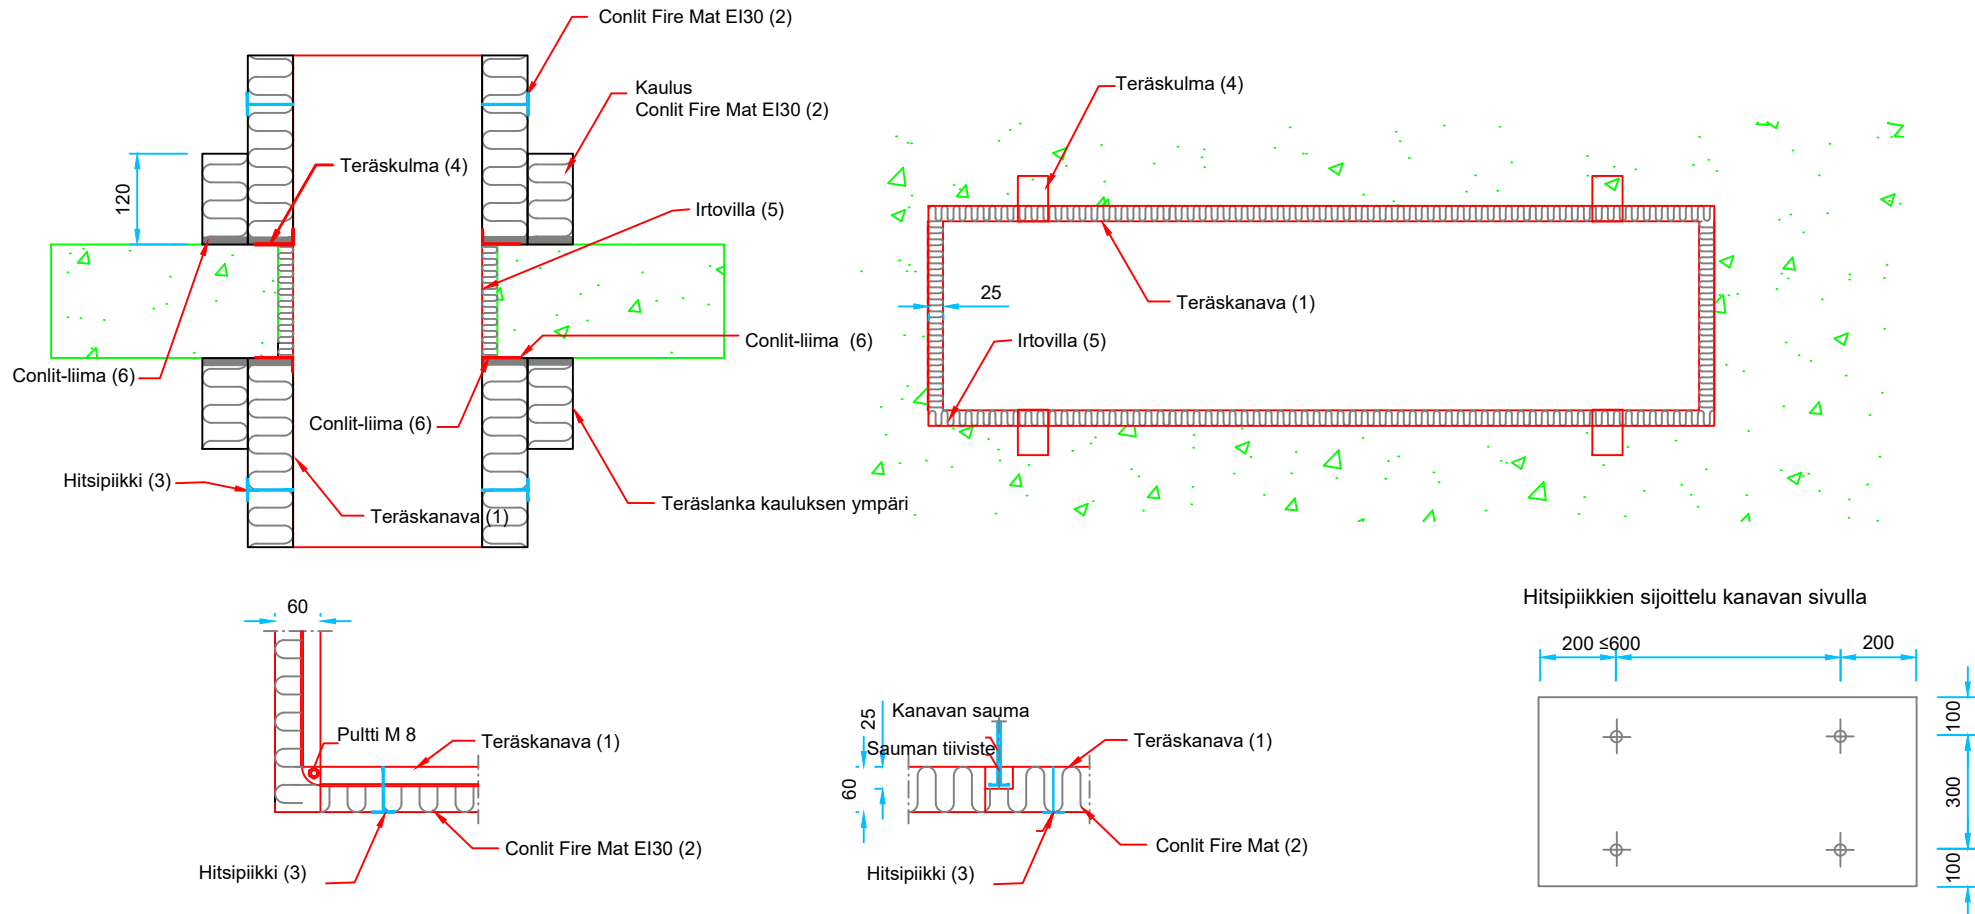 Conlit Fire Mat EI30 (2)
Kaulus
Conlit Fire Mat EI30 (2)
Teräskulma (4)
120
Irtovilla (5)
Conlit-liima (6)
Conlit-liima (6)
Conlit-liima (6)
Hitsipiikki (3)
Teräskanava (1)
Teräslanka kauluksen ympäri
Teräskulma (4)
25
Teräskanava (1)
Irtovilla (5)
60
Pultti M 8
Teräskanava (1)
Conlit Fire Mat EI30 (2)
Hitsipiikki (3)
25
Kanavan sauma
Sauman tiiviste
Teräskanava (1)
60
Conlit Fire Mat (2)
Hitsipiikki (3)
Hitsipiikkien sijoittelu kanavan sivulla
200 ≤600
200
100
300
100